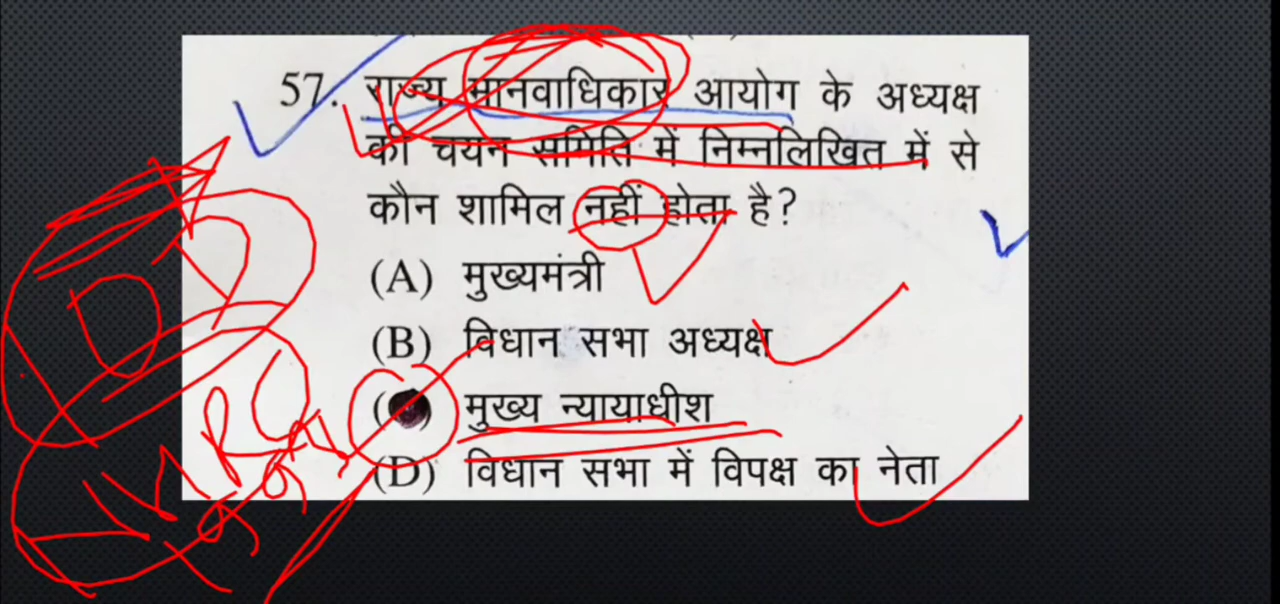 57. राज्य मानवाधिकार आयोग के अध्यक्ष
की चयन समिति में निम्नलिखित में से
कौन शामिल नहीं होता है?
(A) मुख्यमंत्री
(B) विधान सभा अध्यक्ष
( ) मुख्य न्यायाधीश
(D) विधान सभा में विपक्ष का नेता